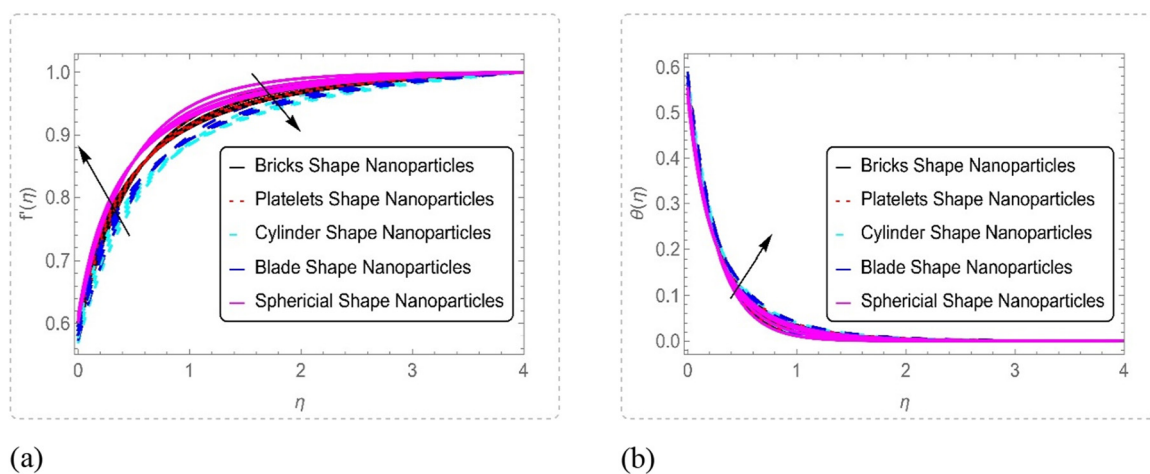 1.0
0.9
0.8
0.7
0.6
f'(η)
Bricks Shape Nanoparticles
Platelets Shape Nanoparticles
Cylinder Shape Nanoparticles
Blade Shape Nanoparticles
Sphericial Shape Nanoparticles
0 1 2 3 4
η
(a)
0.6
0.5
0.4
0.3
0.2
0.1
0.0
θ(η)
Bricks Shape Nanoparticles
Platelets Shape Nanoparticles
Cylinder Shape Nanoparticles
Blade Shape Nanoparticles
Sphericial Shape Nanoparticles
0 1 2 3 4
η
(b)